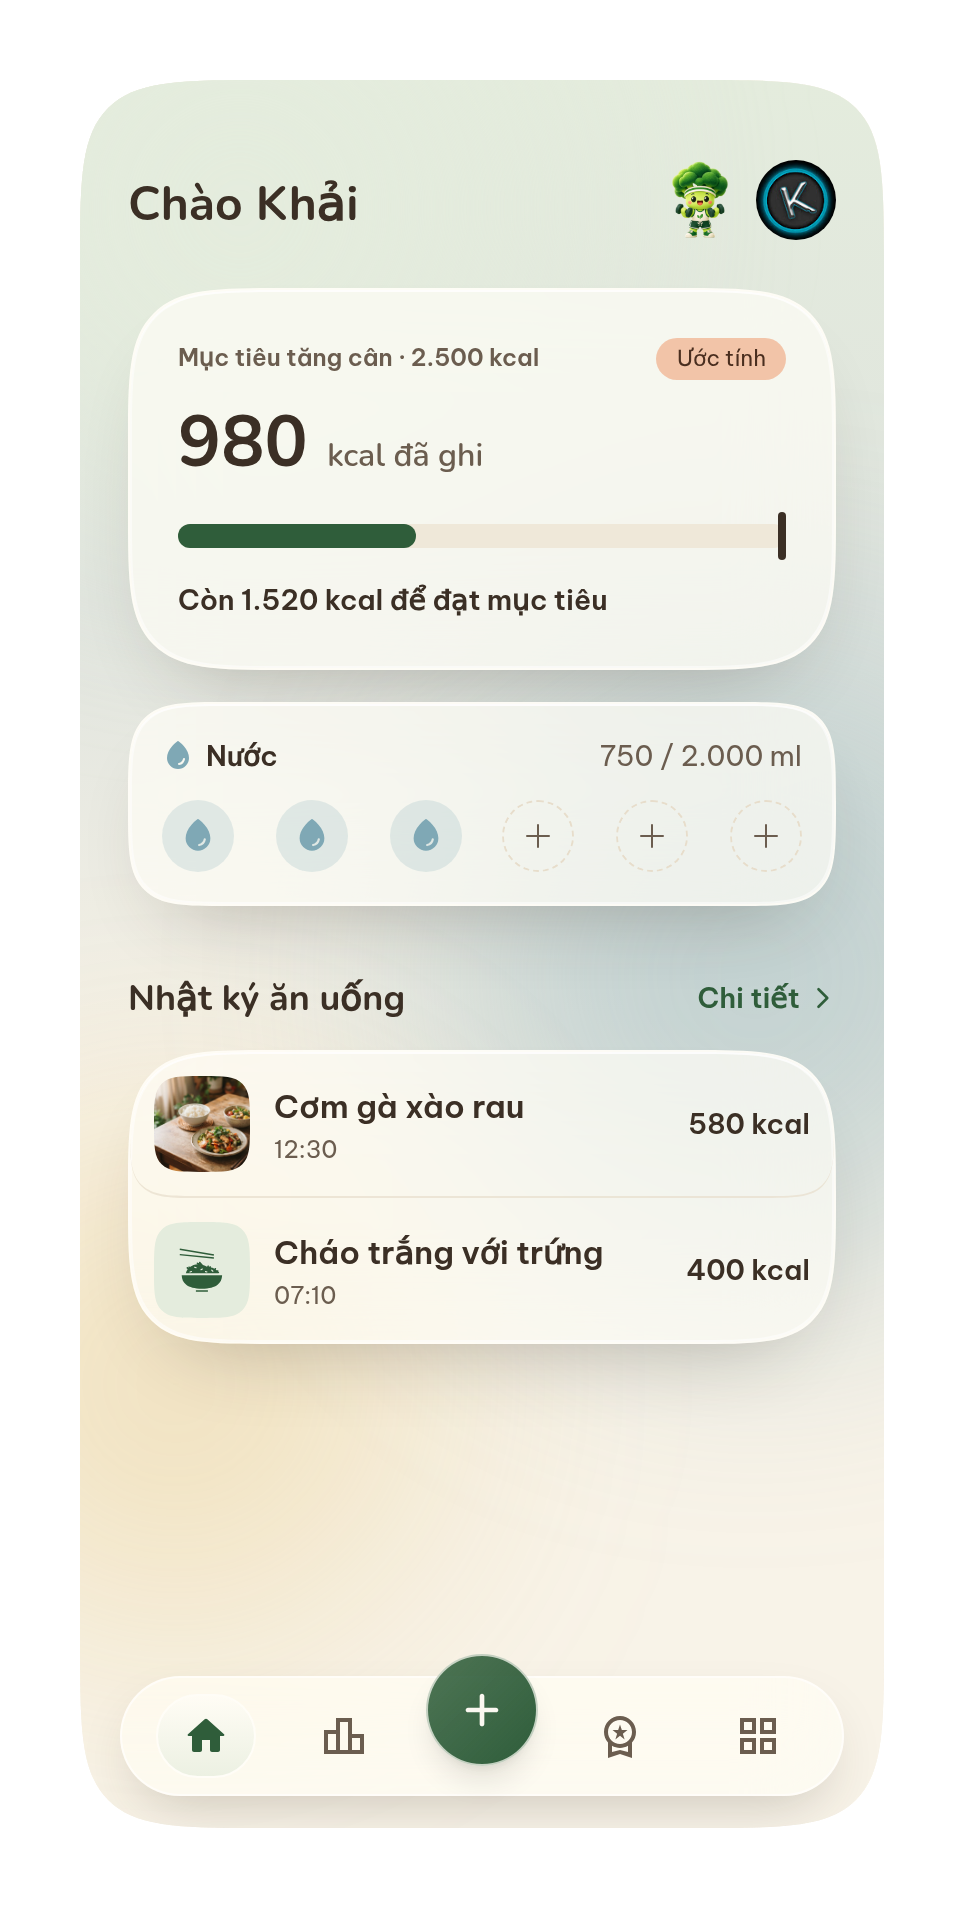 Chào Khải
K
Mục tiêu tăng cân · 2.500 kcal
Ước tính
980 kcal đã ghi
Còn 1.520 kcal để đạt mục tiêu
Nước
750 / 2.000 ml
Nhật ký ăn uống
Chi tiết
Cơm gà xào rau
12:30
580 kcal
Cháo trắng với trứng
07:10
400 kcal